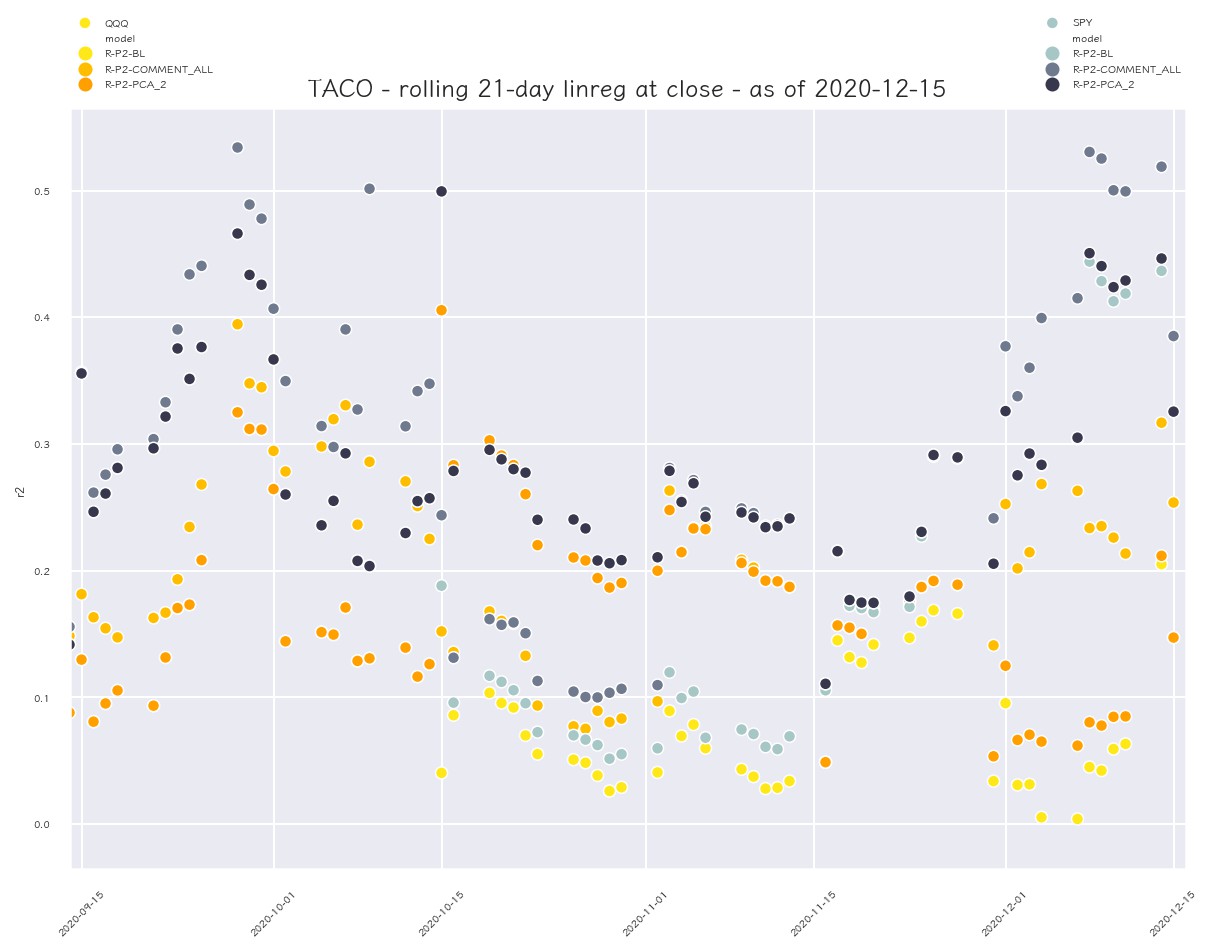 QQQ
model
R-P2-BL
R-P2-COMMENT_ALL
R-P2-PCA_2
SPY
model
R-P2-BL
R-P2-COMMENT_ALL
R-P2-PCA_2
TACO - rolling 21-day linreg at close - as of 2020-12-15
r2
0.5
0.4
0.3
0.2
0.1
0.0
2020-09-15
2020-10-01
2020-10-15
2020-11-01
2020-11-15
2020-12-01
2020-12-15